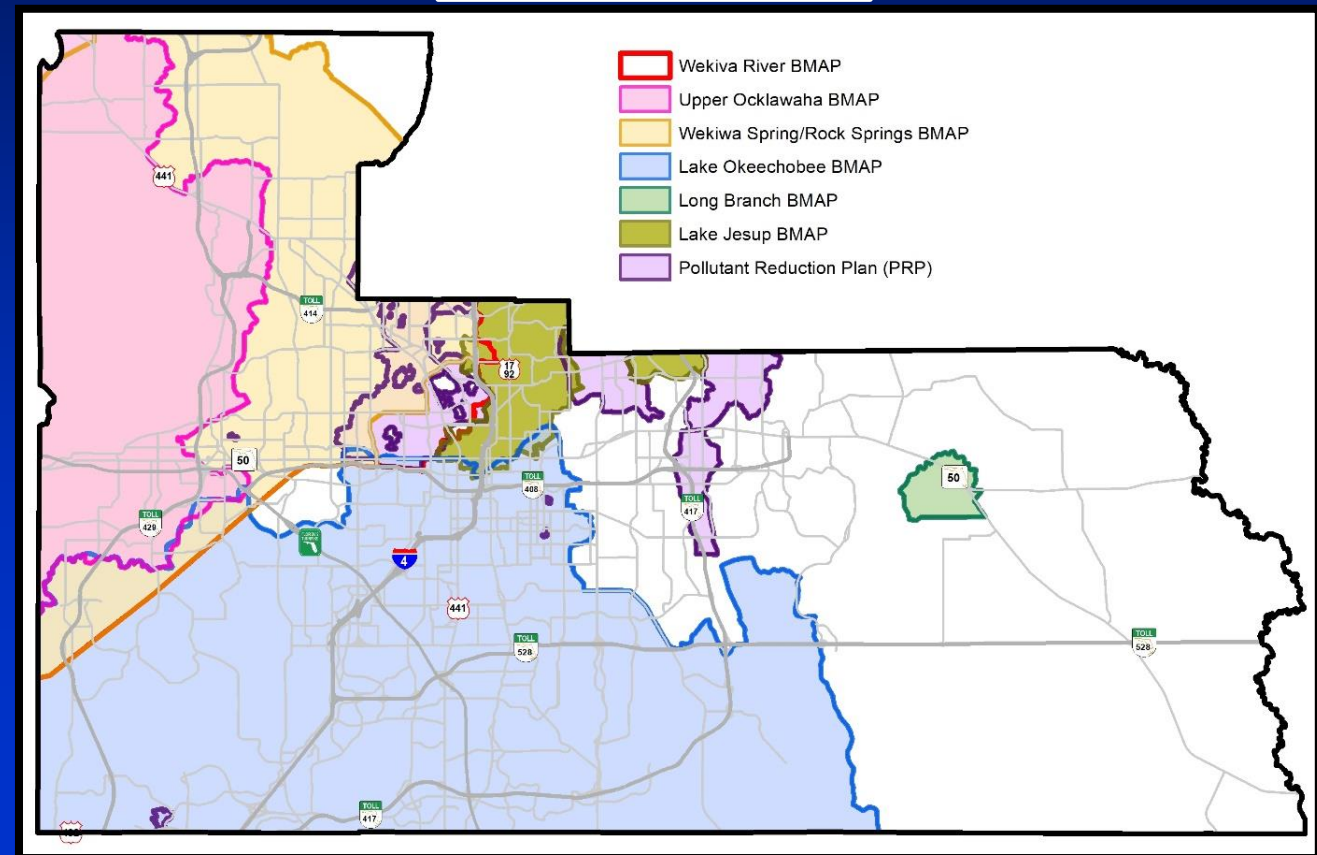 Wekiva River BMAP
Upper Ocklawaha BMAP
Wekiwa Spring/Rock Springs BMAP
Lake Okeechobee BMAP
Long Branch BMAP
Lake Jesup BMAP
Pollutant Reduction Plan (PRP)
441
TOLL
414
17
92
50
50
TOLL
408
TOLL
417
TOLL
429
4
441
TOLL
528
TOLL
528
TOLL
417